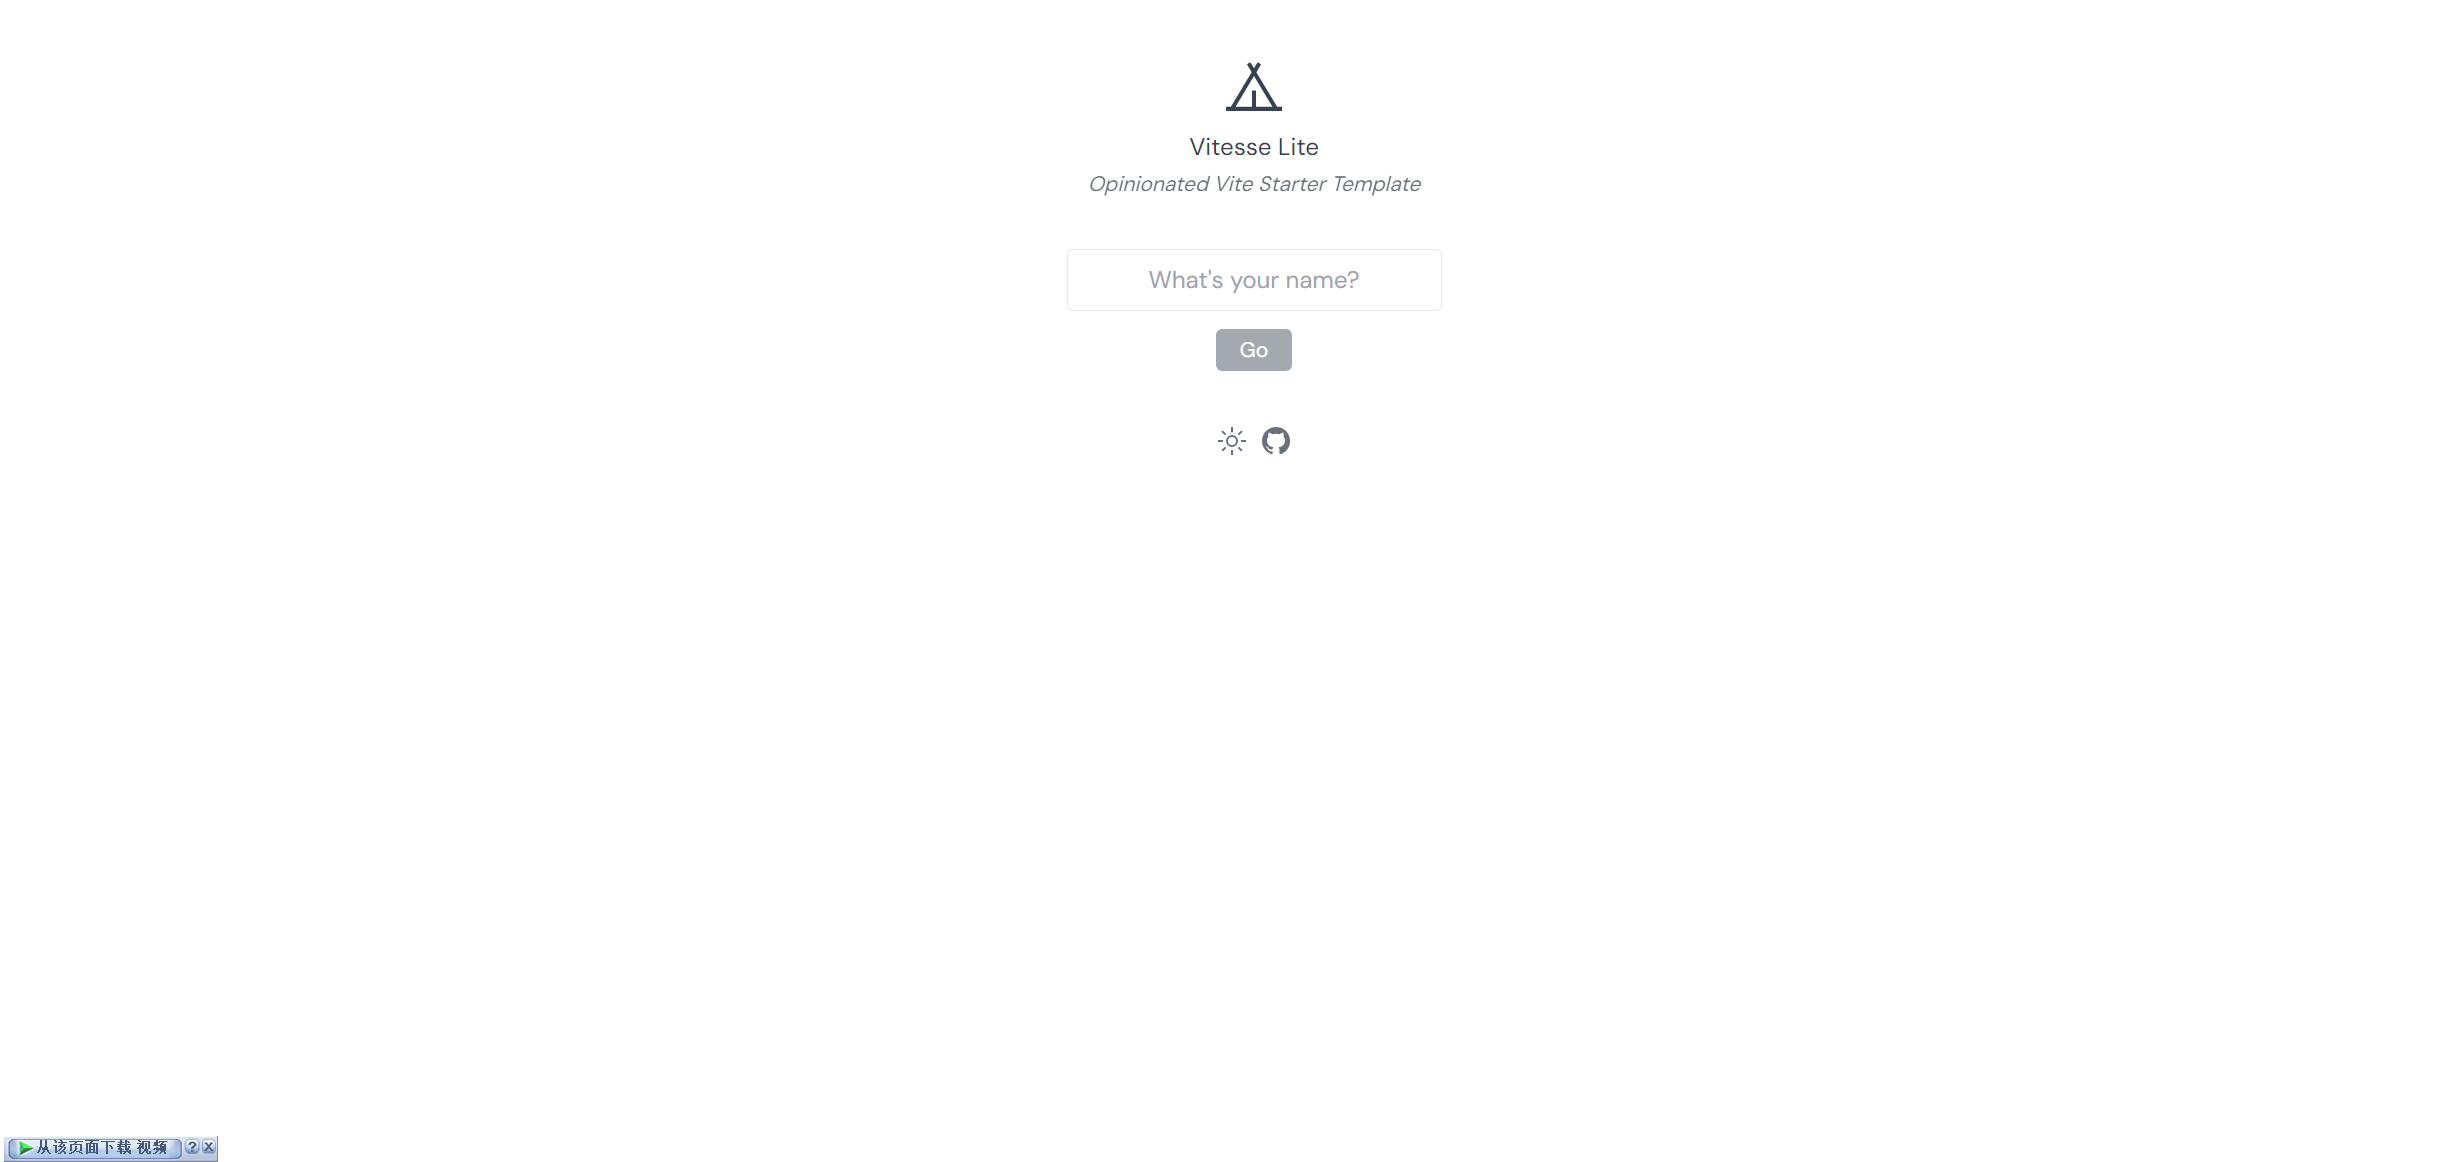 Vitesse Lite
Opinionated Vite Starter Template
What's your name?
Go
从该页面下载 视频 ? x